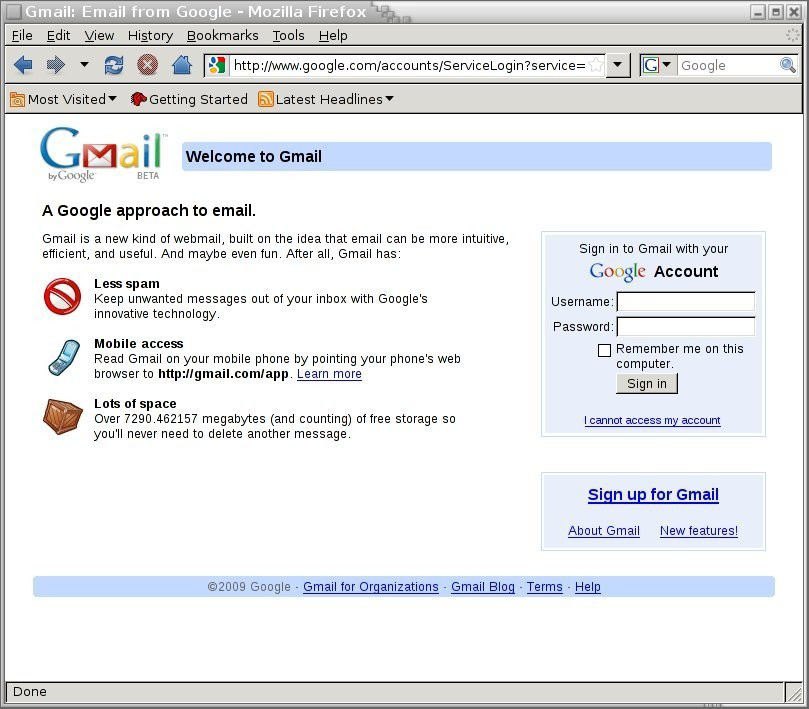 Gmail: Email from Google - Mozilla Firefox
File Edit View History Bookmarks Tools Help
http://www.google.com/accounts/ServiceLogin?service=
G Google
Most Visited Getting Started Latest Headlines
Gmail™
by Google BETA
Welcome to Gmail
A Google approach to email.
Gmail is a new kind of webmail, built on the idea that email can be more intuitive,
efficient, and useful. And maybe even fun. After all, Gmail has:
Less spam
Keep unwanted messages out of your inbox with Google's
innovative technology.
Mobile access
Read Gmail on your mobile phone by pointing your phone's web
browser to http://gmail.com/app. Learn more
Lots of space
Over 7290.462157 megabytes (and counting) of free storage so
you'll never need to delete another message.
Sign in to Gmail with your
Google Account
Username:
Password:
Remember me on this
computer.
Sign in
I cannot access my account
Sign up for Gmail
About Gmail New features!
©2009 Google - Gmail for Organizations - Gmail Blog - Terms - Help
Done